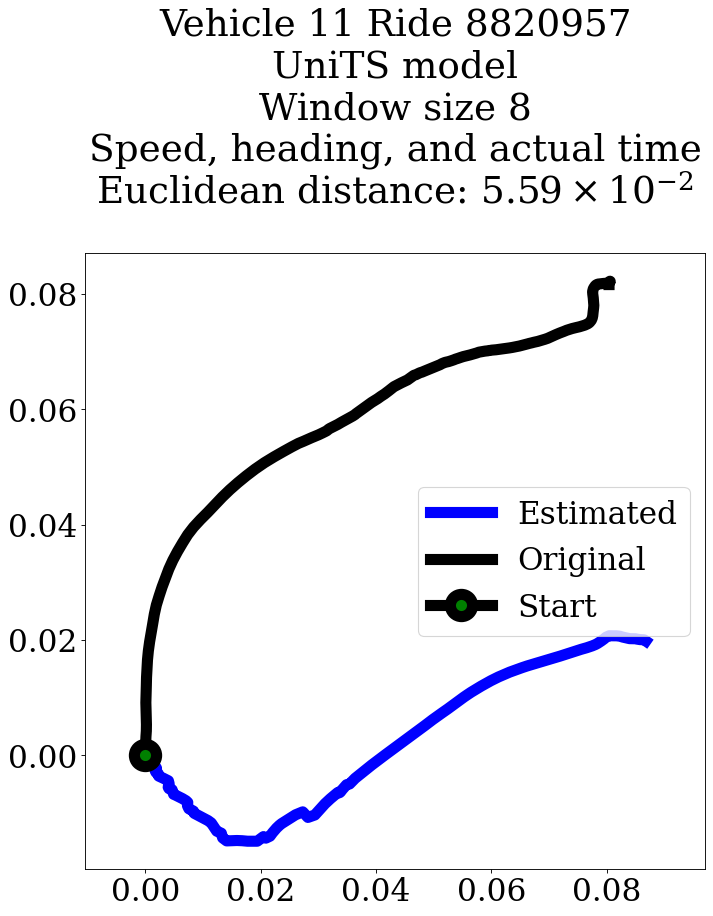 Vehicle 11 Ride 8820957
UniTS model
Window size 8
Speed, heading, and actual time
Euclidean distance: 5.59 × 10⁻²
0.08
0.06
0.04
0.02
0.00
Estimated
Original
Start
0.00 0.02 0.04 0.06 0.08